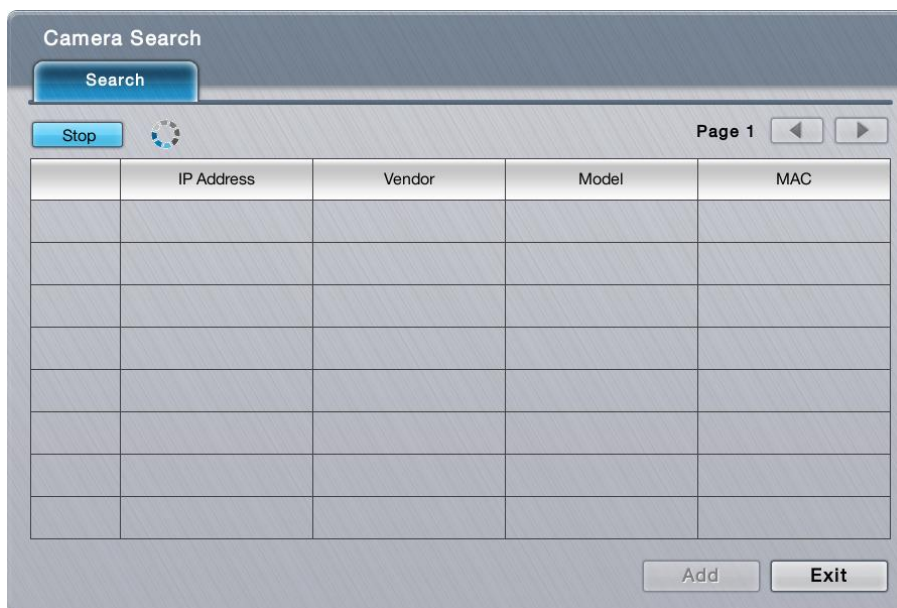 Camera Search
Search
Stop
Page 1
IP Address Vendor Model MAC
Add Exit